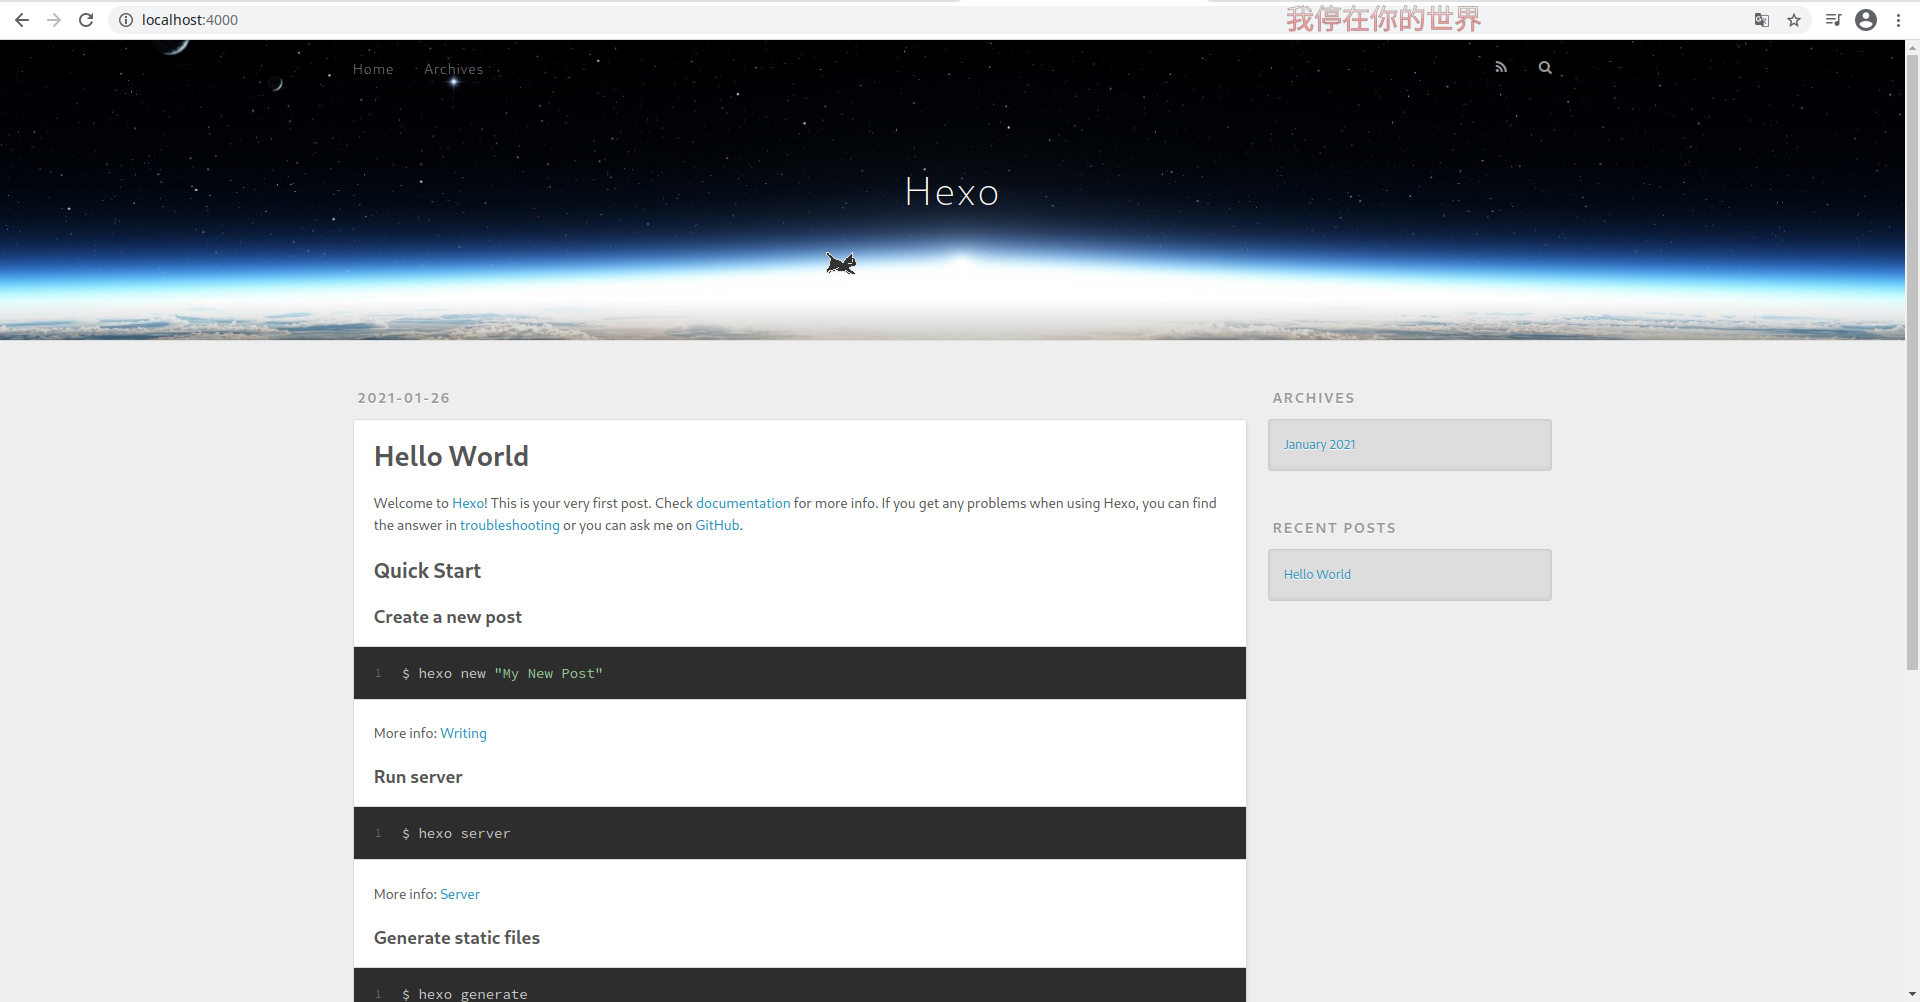 localhost:4000
我停在你的世界
Home Archives
Hexo
2021-01-26
Hello World
Welcome to Hexo! This is your very first post. Check documentation for more info. If you get any problems when using Hexo, you can find
the answer in troubleshooting or you can ask me on GitHub.
Quick Start
Create a new post
1 $ hexo new "My New Post"
More info: Writing
Run server
1 $ hexo server
More info: Server
Generate static files
1 $ hexo generate
ARCHIVES
January 2021
RECENT POSTS
Hello World